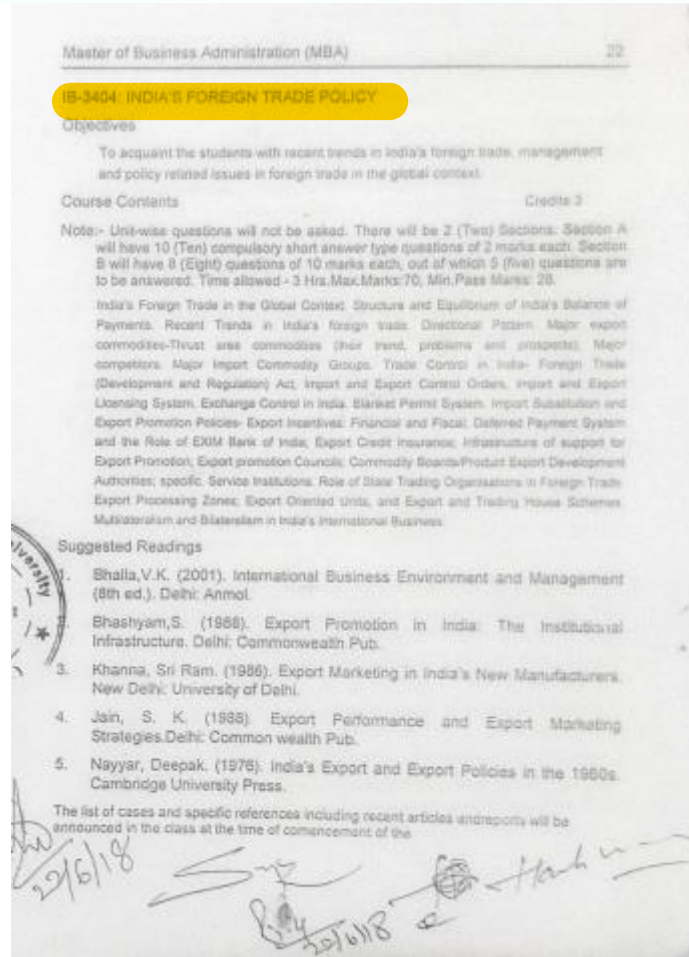 Master of Business Administration (MBA) 22
IB-3404: INDIA'S FOREIGN TRADE POLICY
Objectives
To acquaint the students with recent trends in India's foreign trade, management
and policy related issues in foreign trade in the global context.
Course Contents Credits 3
Note:- Unit-wise questions will not be asked. There will be 2 (Two) Sections. Section A
will have 10 (Ten) compulsory short answer type questions of 2 marks each. Section
B will have 8 (Eight) questions of 10 marks each, out of which 5 (five) questions are
to be answered. Time allowed - 3 Hrs.Max.Marks:70, Min.Pass Marks: 28.
India's Foreign Trade in the Global Context. Structure and Equilibrium of India's Balance of
Payments. Recent Trends in India's foreign trade. Directional Pattern. Major export
commodities-Thrust area commodities (their trend, problems and prospects), Major
competitors. Major Import Commodity Groups. Trade Control in India- Foreign Trade
(Development and Regulation) Act, Import and Export Control Orders, Import and Export
Licensing System. Exchange Control in India. Blanket Permit System. Import Substitution and
Export Promotion Policies- Export Incentives: Financial and Fiscal; Deferred Payment System
and the Role of EXIM Bank of India; Export Credit Insurance; Infrastructure of support for
Export Promotion; Export promotion Councils; Commodity Boards/Product Export Development
Authorities; specific. Service Institutions. Role of State Trading Organisations in Foreign Trade.
Export Processing Zones; Export Oriented Units, and Export and Trading House Schemes.
Multilateralism and Bilateralism in India's International Business.
Suggested Readings
1. Bhalla,V.K. (2001). International Business Environment and Management
(8th ed.). Delhi: Anmol.
Bhashyam,S. (1988). Export Promotion in India: The Institutional
Infrastructure. Delhi: Commonwealth Pub.
3. Khanna, Sri Ram. (1986). Export Marketing in India's New Manufacturers.
New Delhi: University of Delhi.
4. Jain, S. K. (1988). Export Performance and Export Marketing
Strategies.Delhi: Common wealth Pub.
5. Nayyar, Deepak. (1976). India's Export and Export Policies in the 1960s.
Cambridge University Press.
The list of cases and specific references including recent articles andreports will be
announced in the class at the time of comencement of the
University
22/6/18